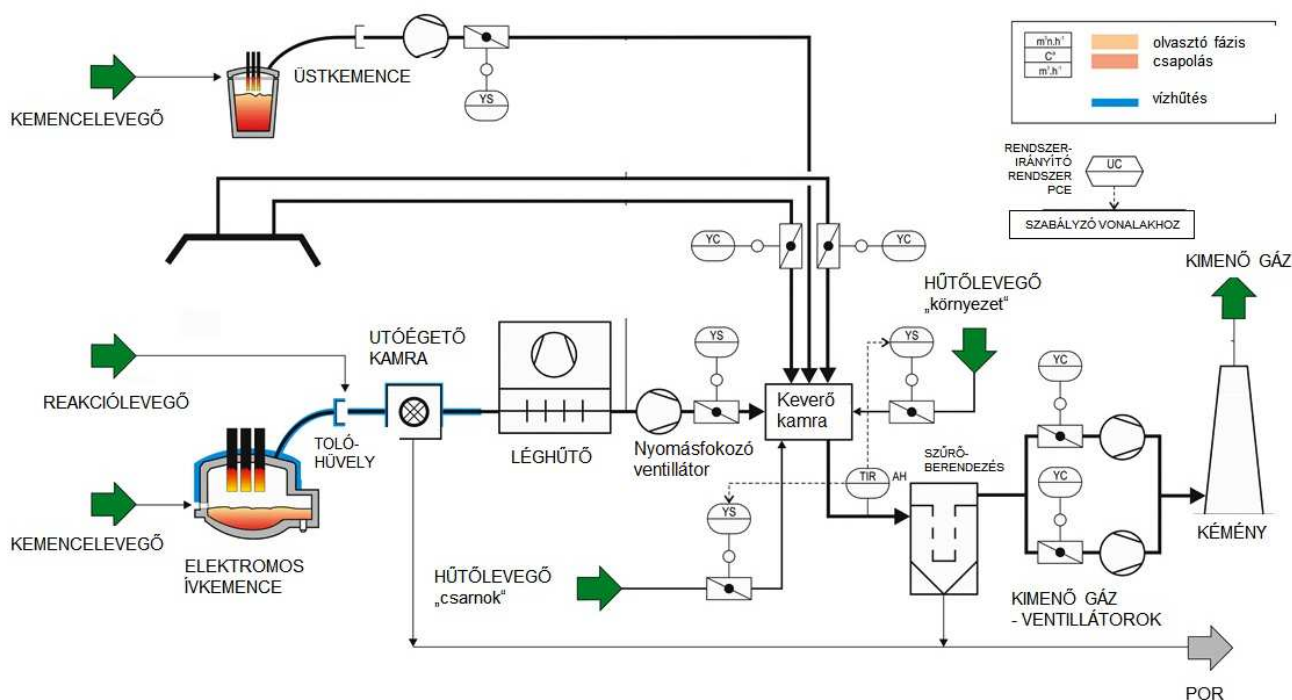 KEMENCELEVEGŐ
ÜSTKEMENCE
YS
m³n.h⁻¹
C°
m³.h⁻¹
olvasztó fázis
csapolás
vízhűtés
RENDSZER-
IRÁNYÍTÓ
RENDSZER
PCE
UC
SZABÁLYZÓ VONALAKHOZ
YC
YC
HŰTŐLEVEGŐ
„környezet”
KIMENŐ GÁZ
REAKCIÓLEVEGŐ
UTÓÉGETŐ
KAMRA
TOLÓ-
HÜVELY
LÉGHŰTŐ
YS
Nyomásfokozó
ventillátor
Keverő
kamra
YS
YC
SZŰRŐ-
BERENDEZÉS
YC
TIR
AH
YS
KÉMÉNY
KEMENCELEVEGŐ
ELEKTROMOS
ÍVKEMENCE
HŰTŐLEVEGŐ
„csarnok”
KIMENŐ GÁZ
- VENTILLÁTOROK
POR